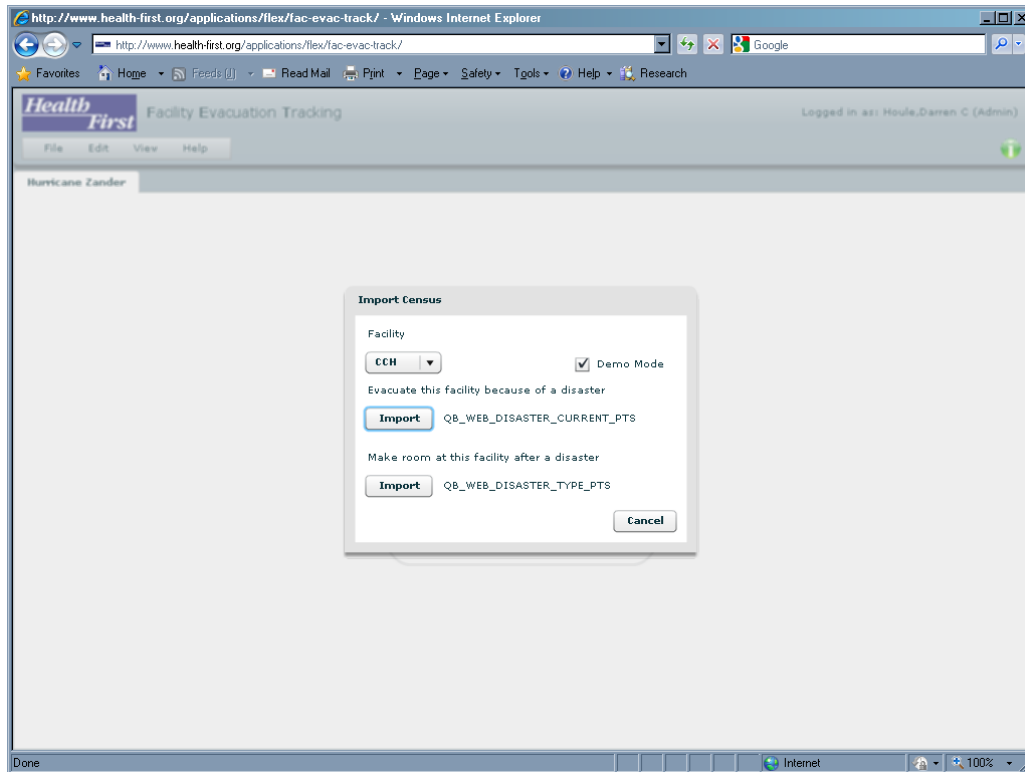 http://www.health-first.org/applications/flex/fac-evac-track/ - Windows Internet Explorer
http://www.health-first.org/applications/flex/fac-evac-track/
Google
Favorites Home Feeds (J) Read Mail Print Page Safety Tools Help Research
Health First
Facility Evacuation Tracking
Logged in as: Houle,Darren C (Admin)
File Edit View Help
Hurricane Zander
Import Census
Facility
CCH Demo Mode
Evacuate this facility because of a disaster
Import QB_WEB_DISASTER_CURRENT_PTS
Make room at this facility after a disaster
Import QB_WEB_DISASTER_TYPE_PTS
Cancel
Done Internet 100%